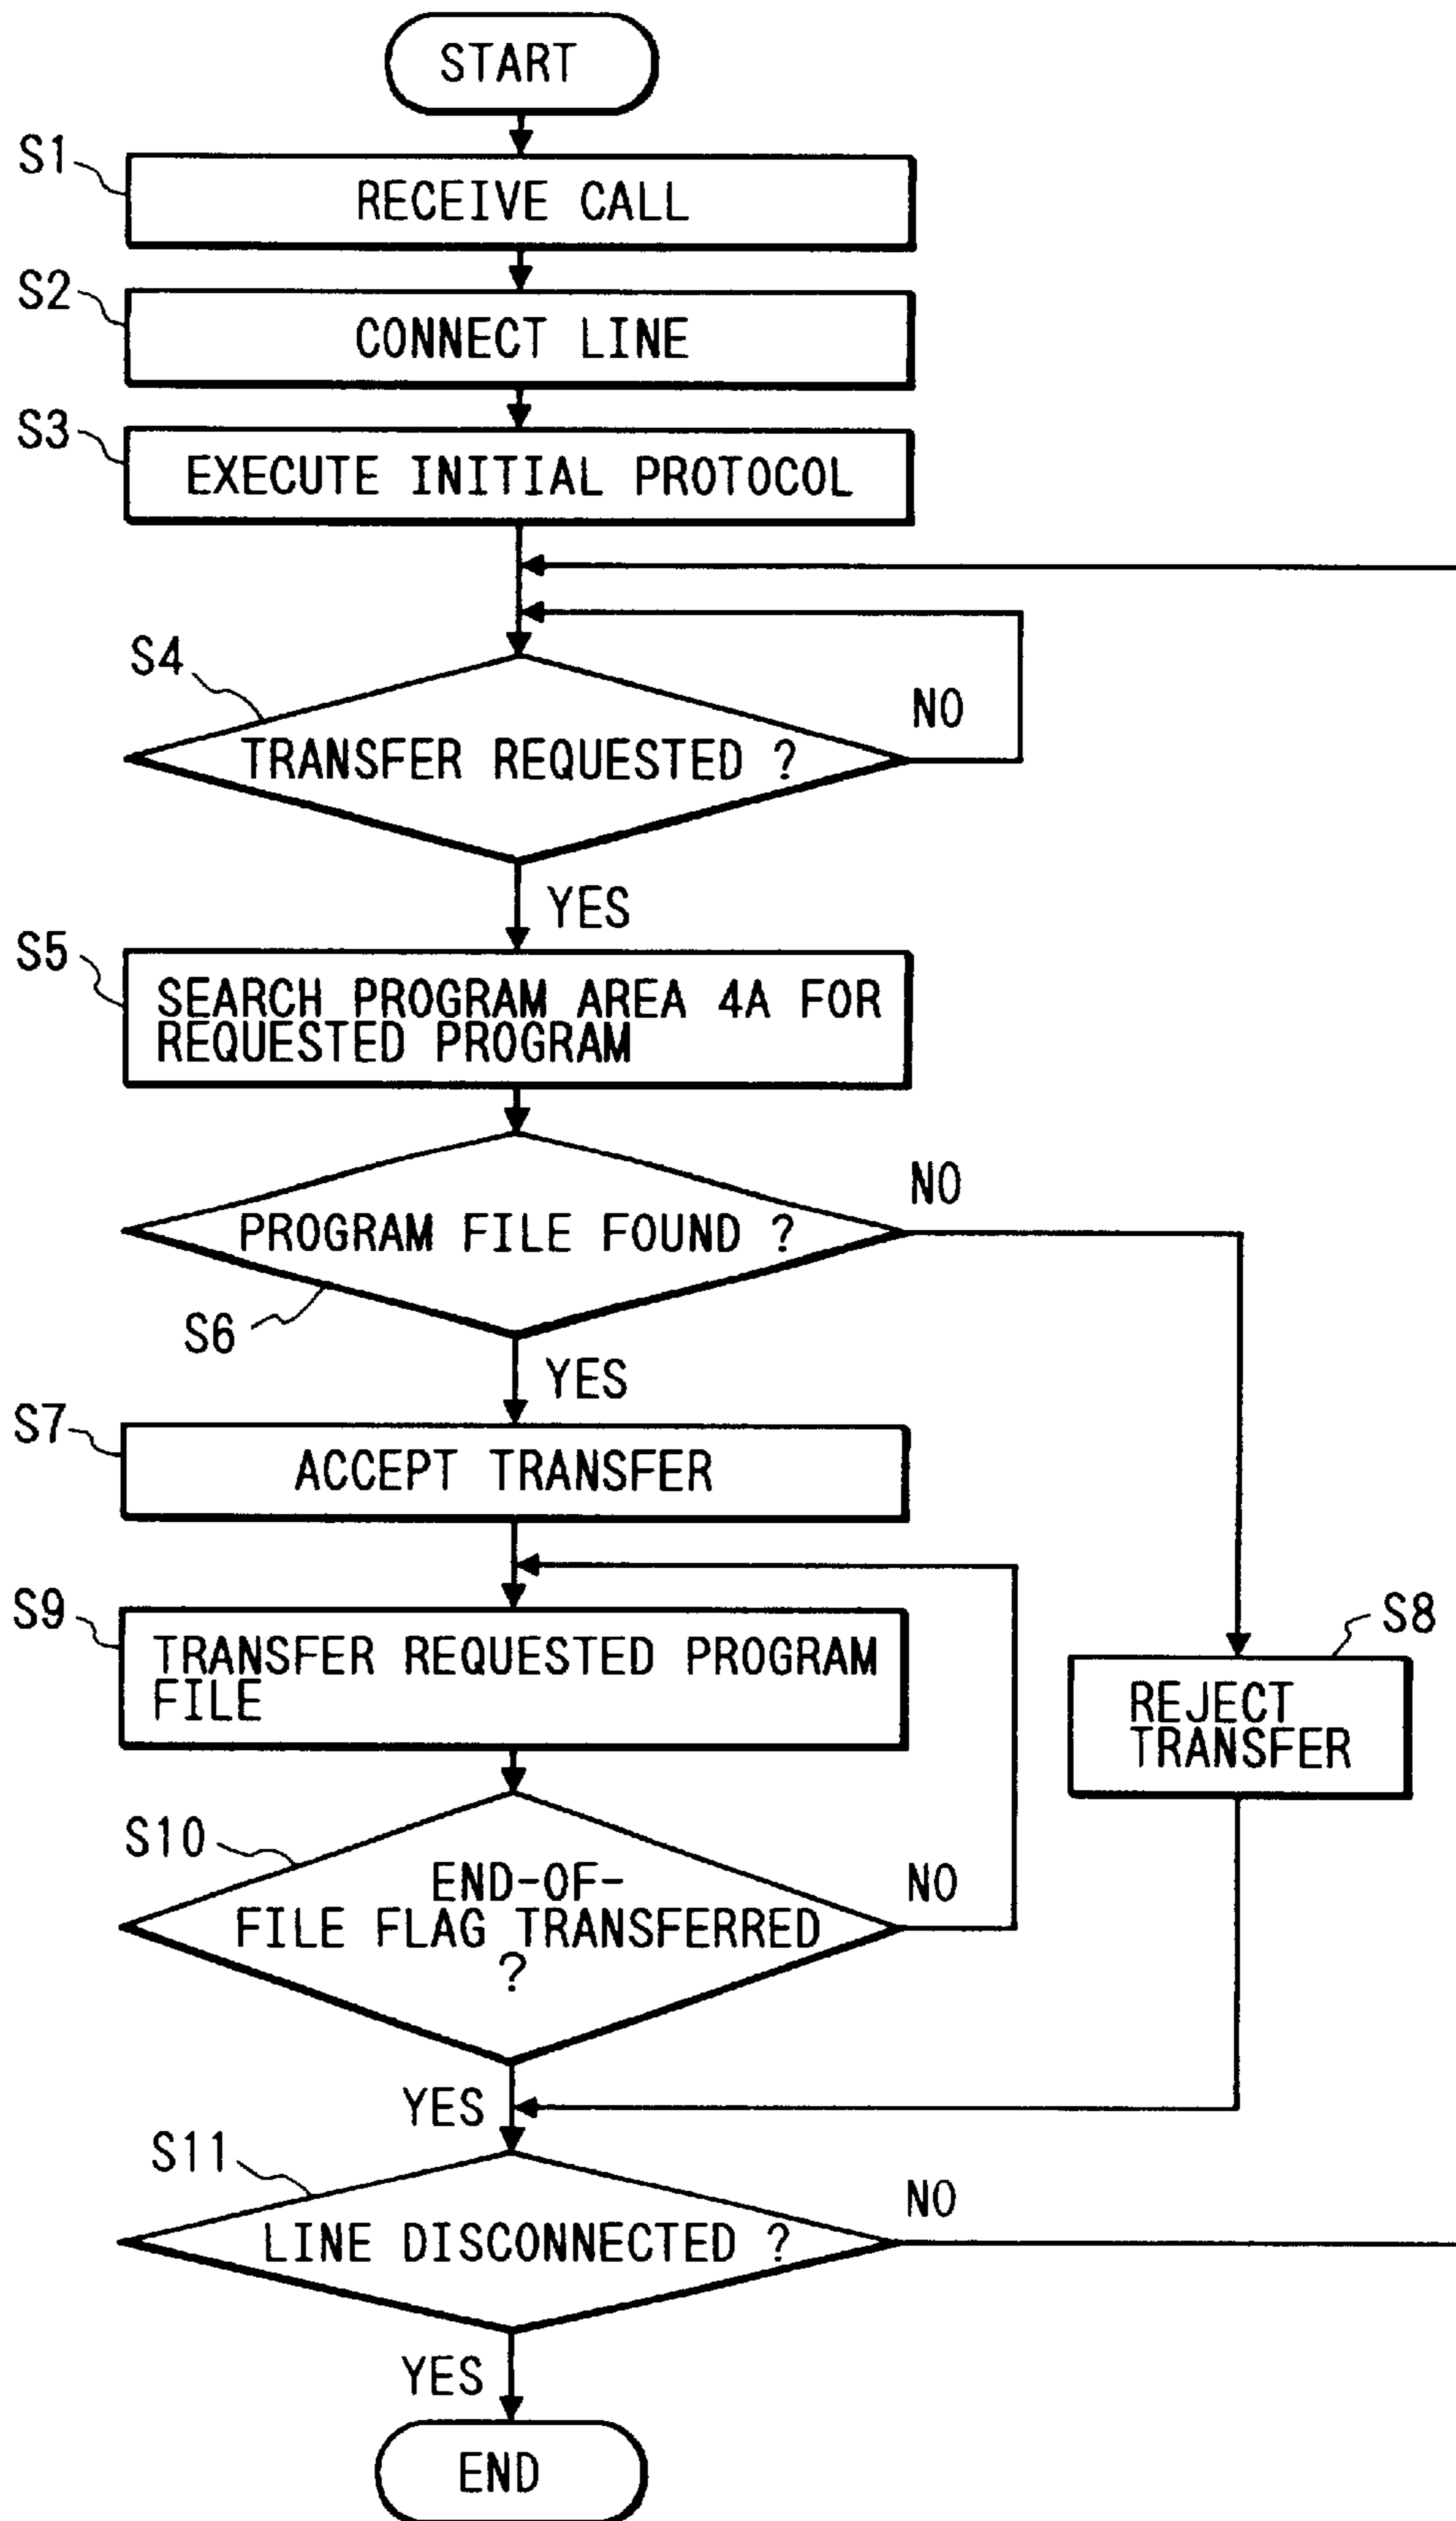 START
S1
RECEIVE CALL
S2
CONNECT LINE
S3
EXECUTE INITIAL PROTOCOL
S4
NO
TRANSFER REQUESTED ?
YES
S5
SEARCH PROGRAM AREA 4A FOR
REQUESTED PROGRAM
NO
PROGRAM FILE FOUND ?
S6
YES
S7
ACCEPT TRANSFER
S9
TRANSFER REQUESTED PROGRAM
FILE
S8
REJECT
TRANSFER
S10
END-OF-
NO
FILE FLAG TRANSFERRED
?
YES
S11
NO
LINE DISCONNECTED ?
YES
END